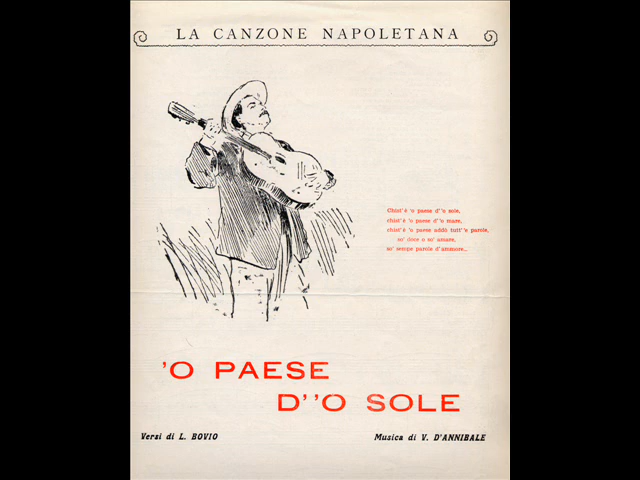 LA CANZONE NAPOLETANA
Chist'è 'o paese d''o sole,
chist'è 'o paese d''o mare,
chist'è 'o paese addò tutt' 'e parole,
so' doce o so' amare,
so' sempe parole d'ammore...
'O PAESE
D''O SOLE
Versi di L. BOVIO
Musica di V. D'ANNIBALE